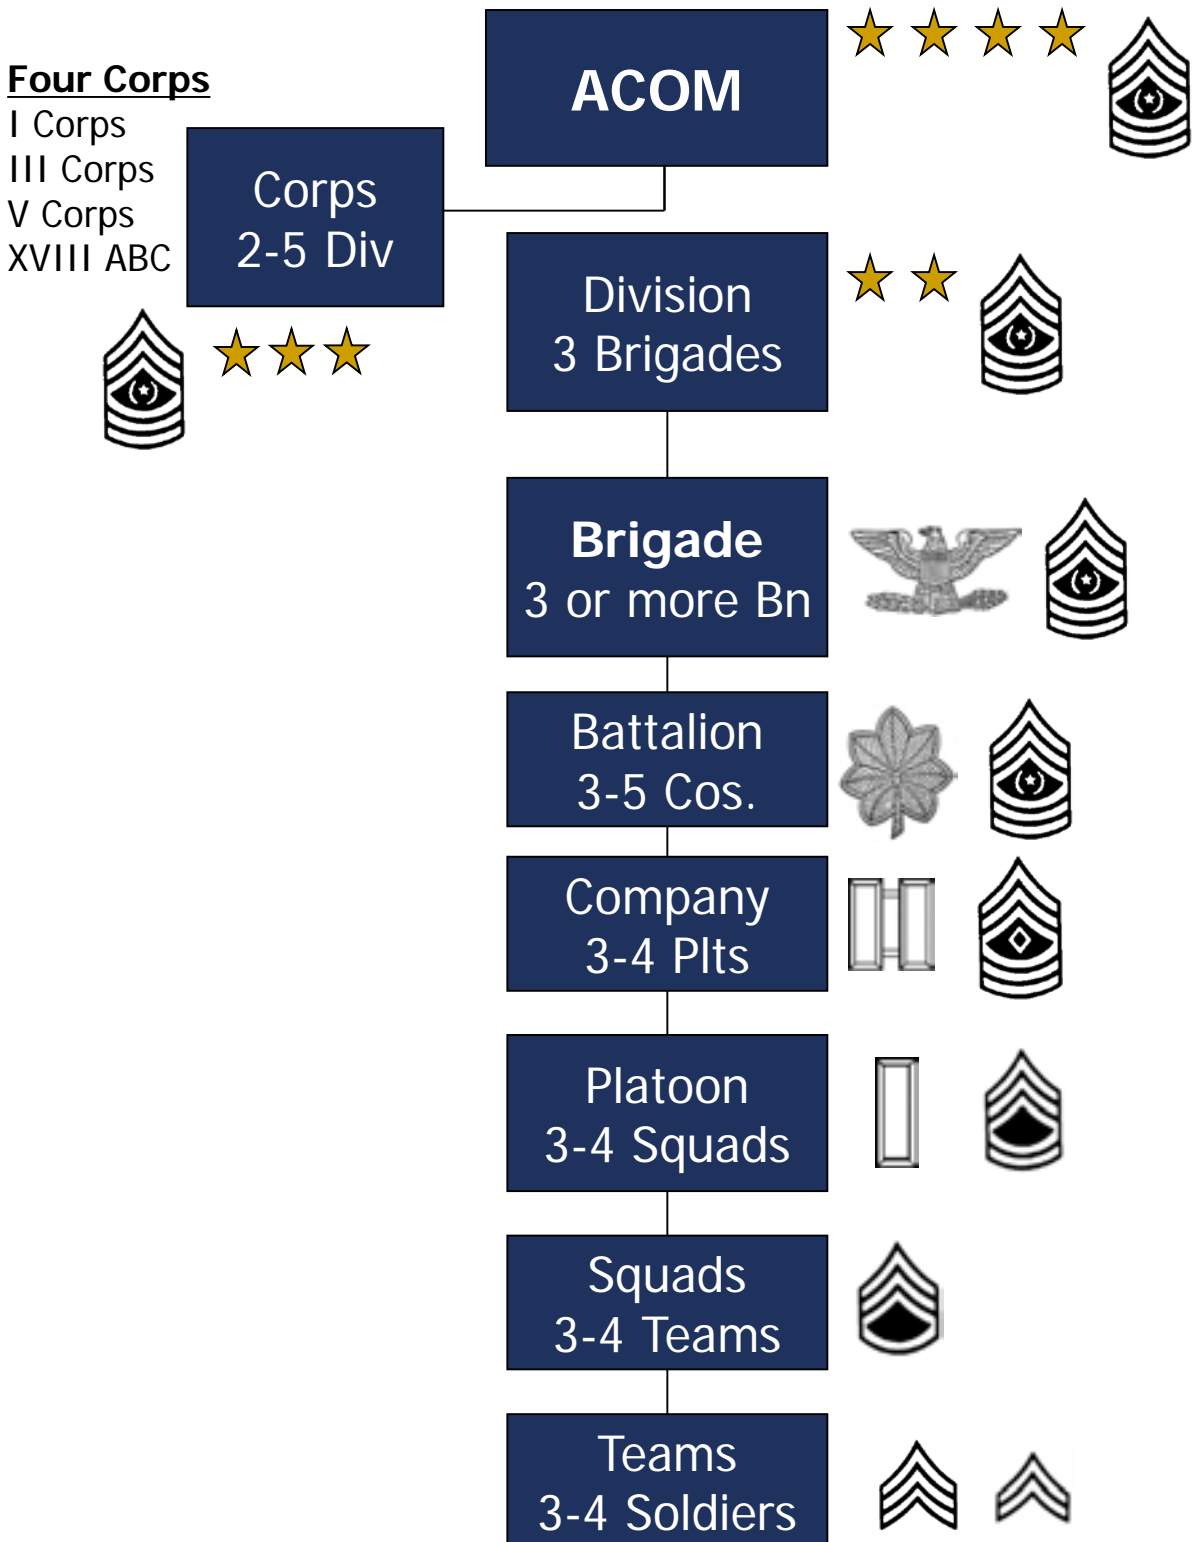 ACOM
Four Corps
I Corps
III Corps
V Corps
XVIII ABC
Corps
2-5 Div
Division
3 Brigades
Brigade
3 or more Bn
Battalion
3-5 Cos.
Company
3-4 Plts
Platoon
3-4 Squads
Squads
3-4 Teams
Teams
3-4 Soldiers